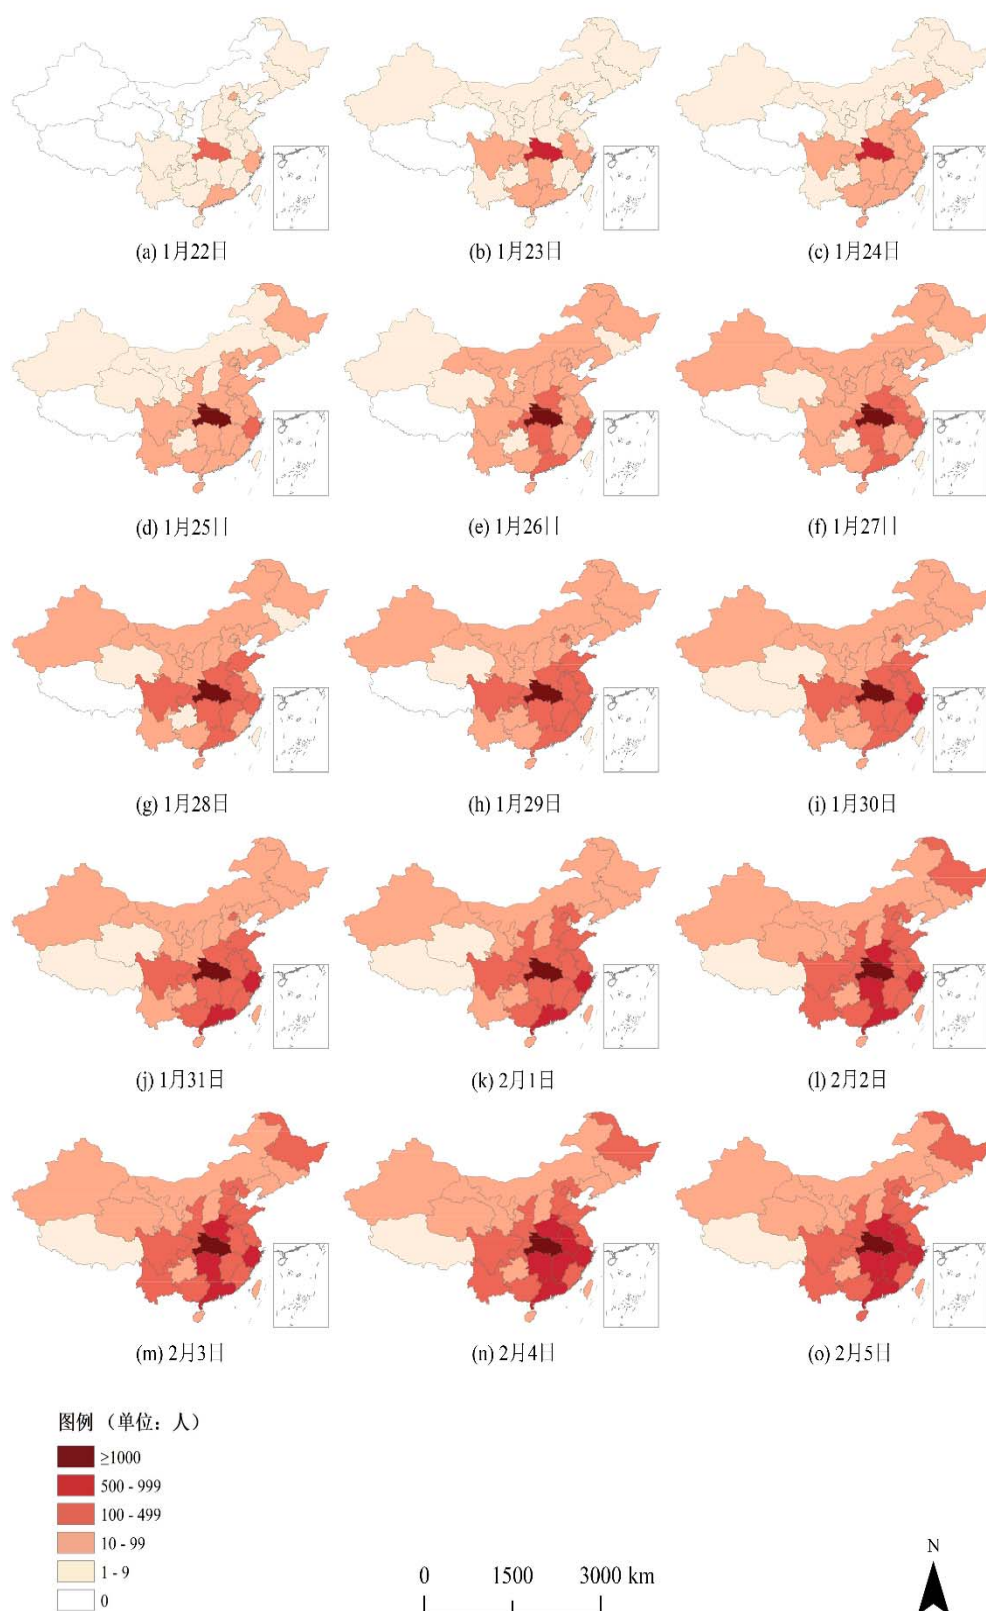 (a) 1月22日
(b) 1月23日
(c) 1月24日
(d) 1月25日
(e) 1月26日
(f) 1月27日
(g) 1月28日
(h) 1月29日
(i) 1月30日
(j) 1月31日
(k) 2月1日
(l) 2月2日
(m) 2月3日
(n) 2月4日
(o) 2月5日
图例 （单位：人）
≥1000
500 - 999
100 - 499
10 - 99
1 - 9
0
0 1500 3000 km
N